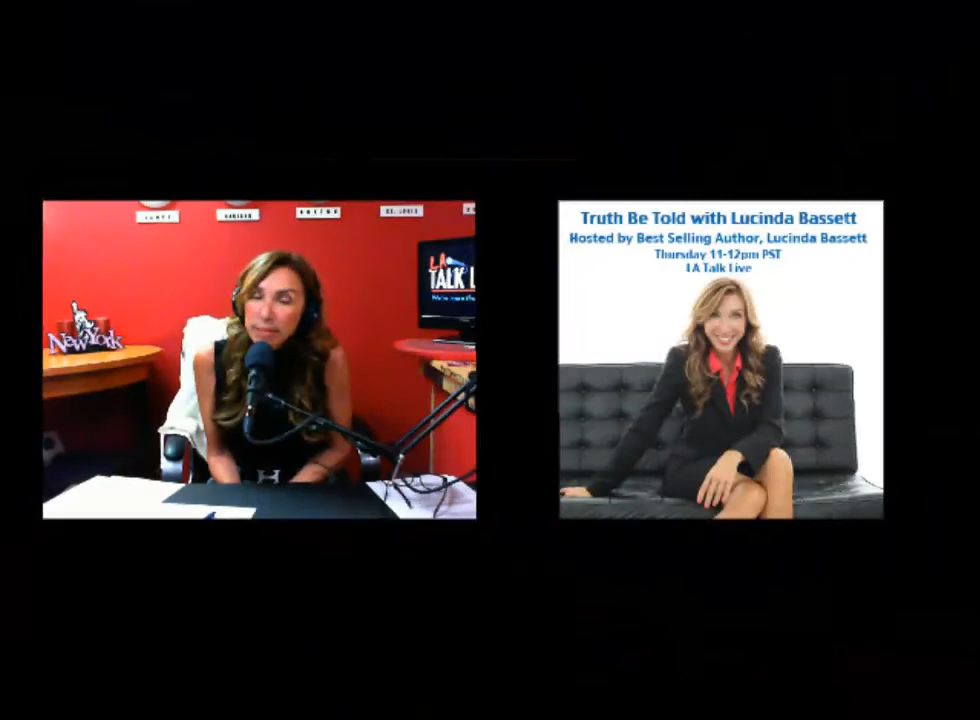 LA
TALK L
New York
Truth Be Told with Lucinda Bassett
Hosted by Best Selling Author, Lucinda Bassett
Thursday 11-12pm PST
LA Talk Live